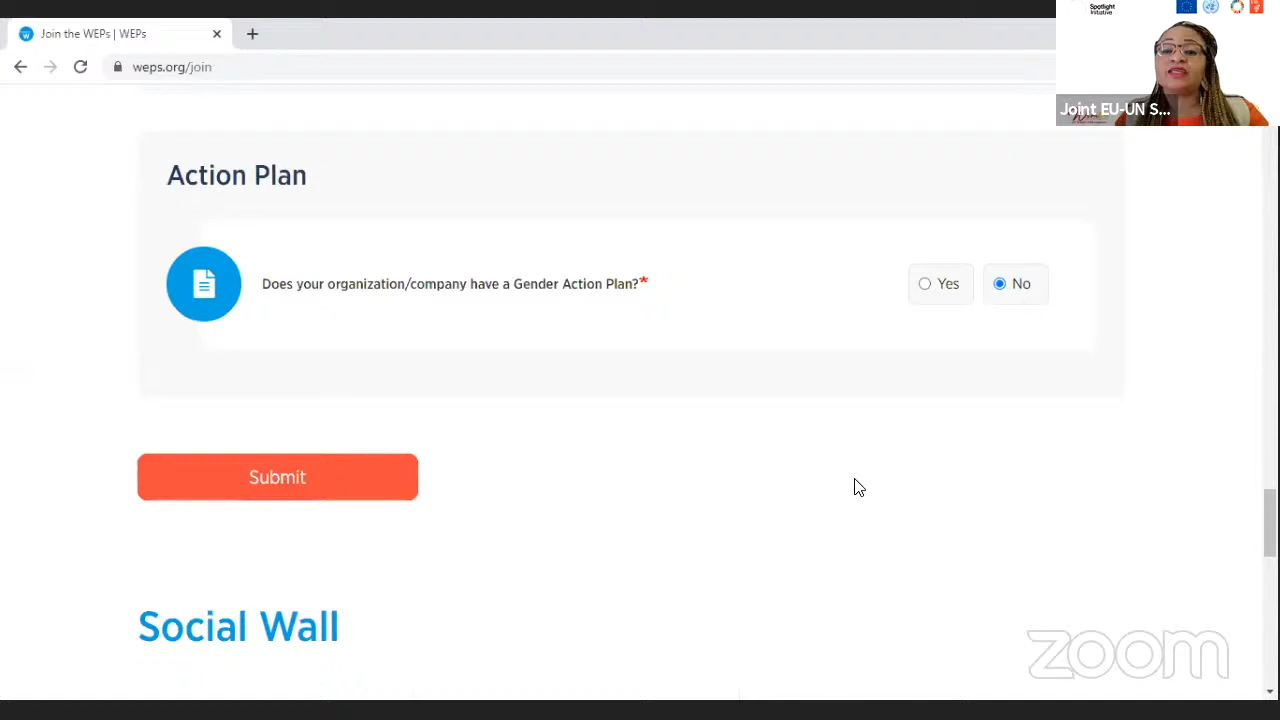 Join the WEPs | WEPs
weps.org/join
Spotlight
Initiative
Joint EU-UN S...
Action Plan
Does your organization/company have a Gender Action Plan?*
Yes
No
Submit
Social Wall
zoom